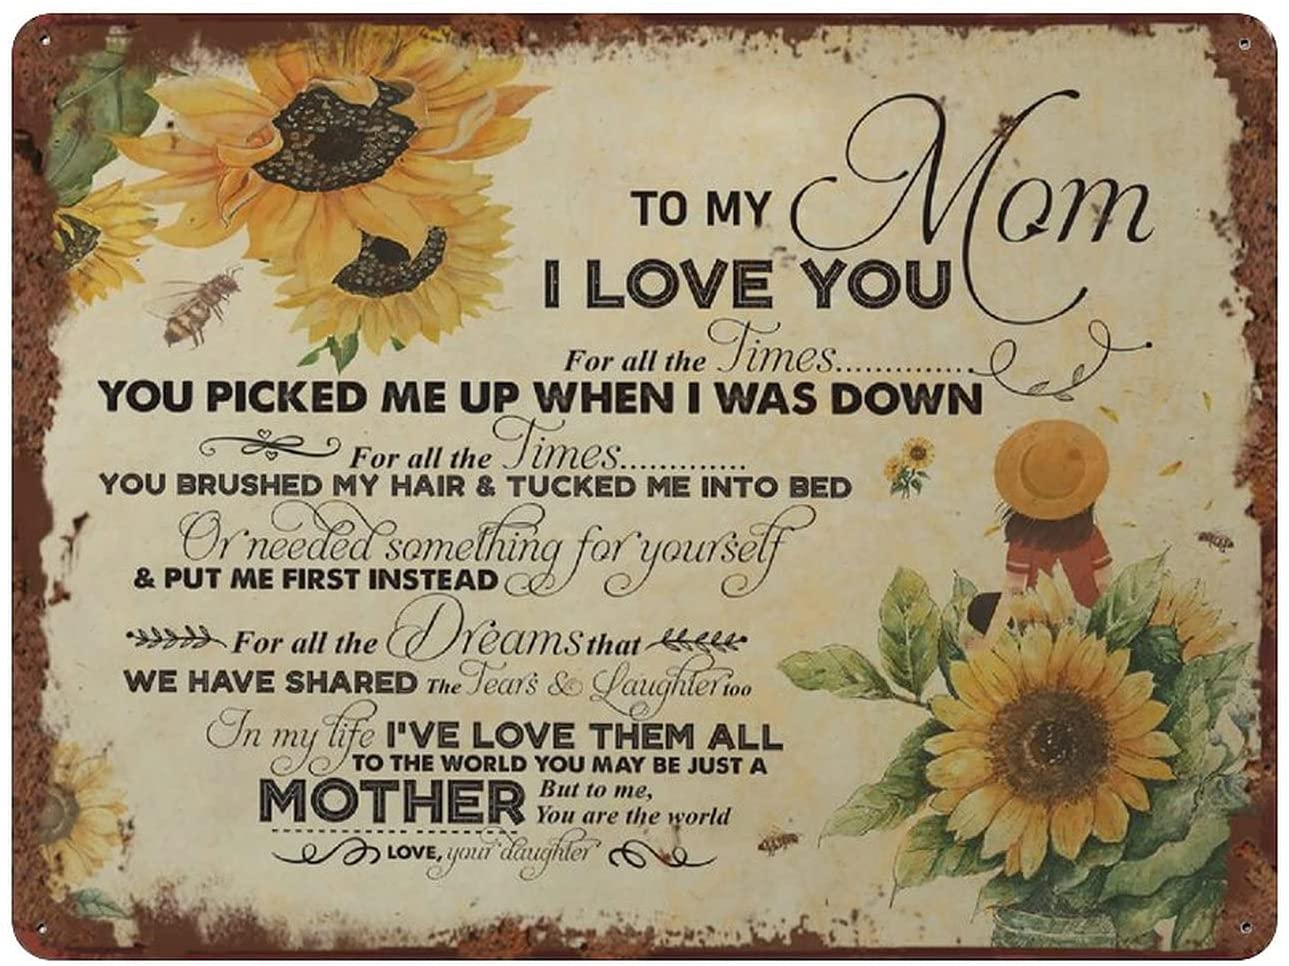 TO MY Mom
I LOVE YOU
For all the Times..............
YOU PICKED ME UP WHEN I WAS DOWN
For all the Times.............
YOU BRUSHED MY HAIR & TUCKED ME INTO BED
Or needed something for yourself
& PUT ME FIRST INSTEAD
For all the Dreams that
WE HAVE SHARED The Tears & Laughter too
In my life I'VE LOVE THEM ALL
TO THE WORLD YOU MAY BE JUST A
MOTHER But to me,
You are the world
LOVE, your daughter